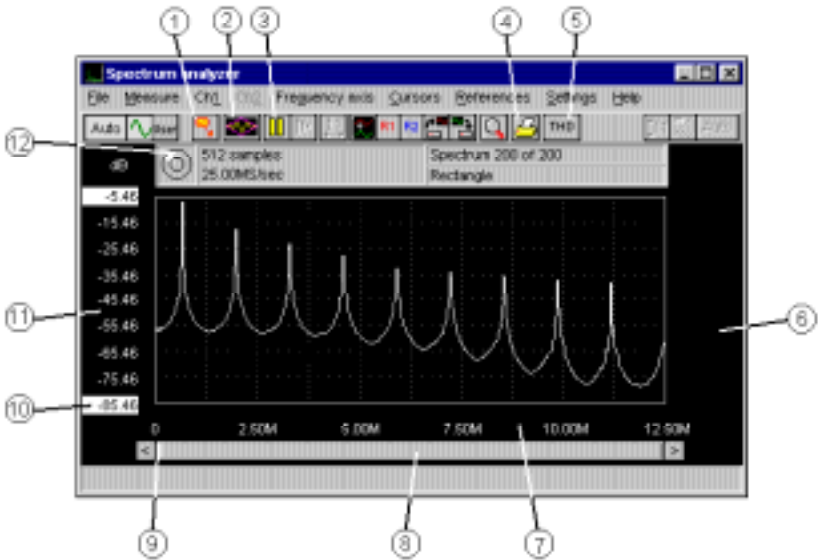 1 2 3 4 5
Spectrum analyzer
File Measure Ch1 Ch2 Frequency axis Cursors References Settings Help
Auto User R1 R2 THD
12
dB 512 samples Spectrum 200 of 200
25.00MS/sec Rectangle
-5.46
-15.46
-25.46
-35.46
-45.46
11
6
-55.46
-65.46
-75.46
10 -85.46
0 2.50M 5.00M 7.50M 10.00M 12.50M
< >
9 8 7